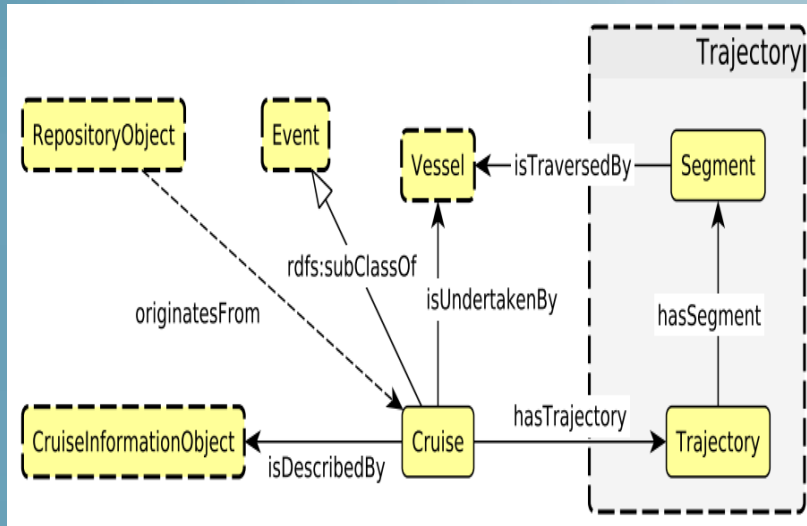 Trajectory
RepositoryObject
Event
Vessel
isTraversedBy
Segment
rdfs:subClassOf
isUndertakenBy
originatesFrom
hasSegment
CruiseInformationObject
isDescribedBy
Cruise
hasTrajectory
Trajectory